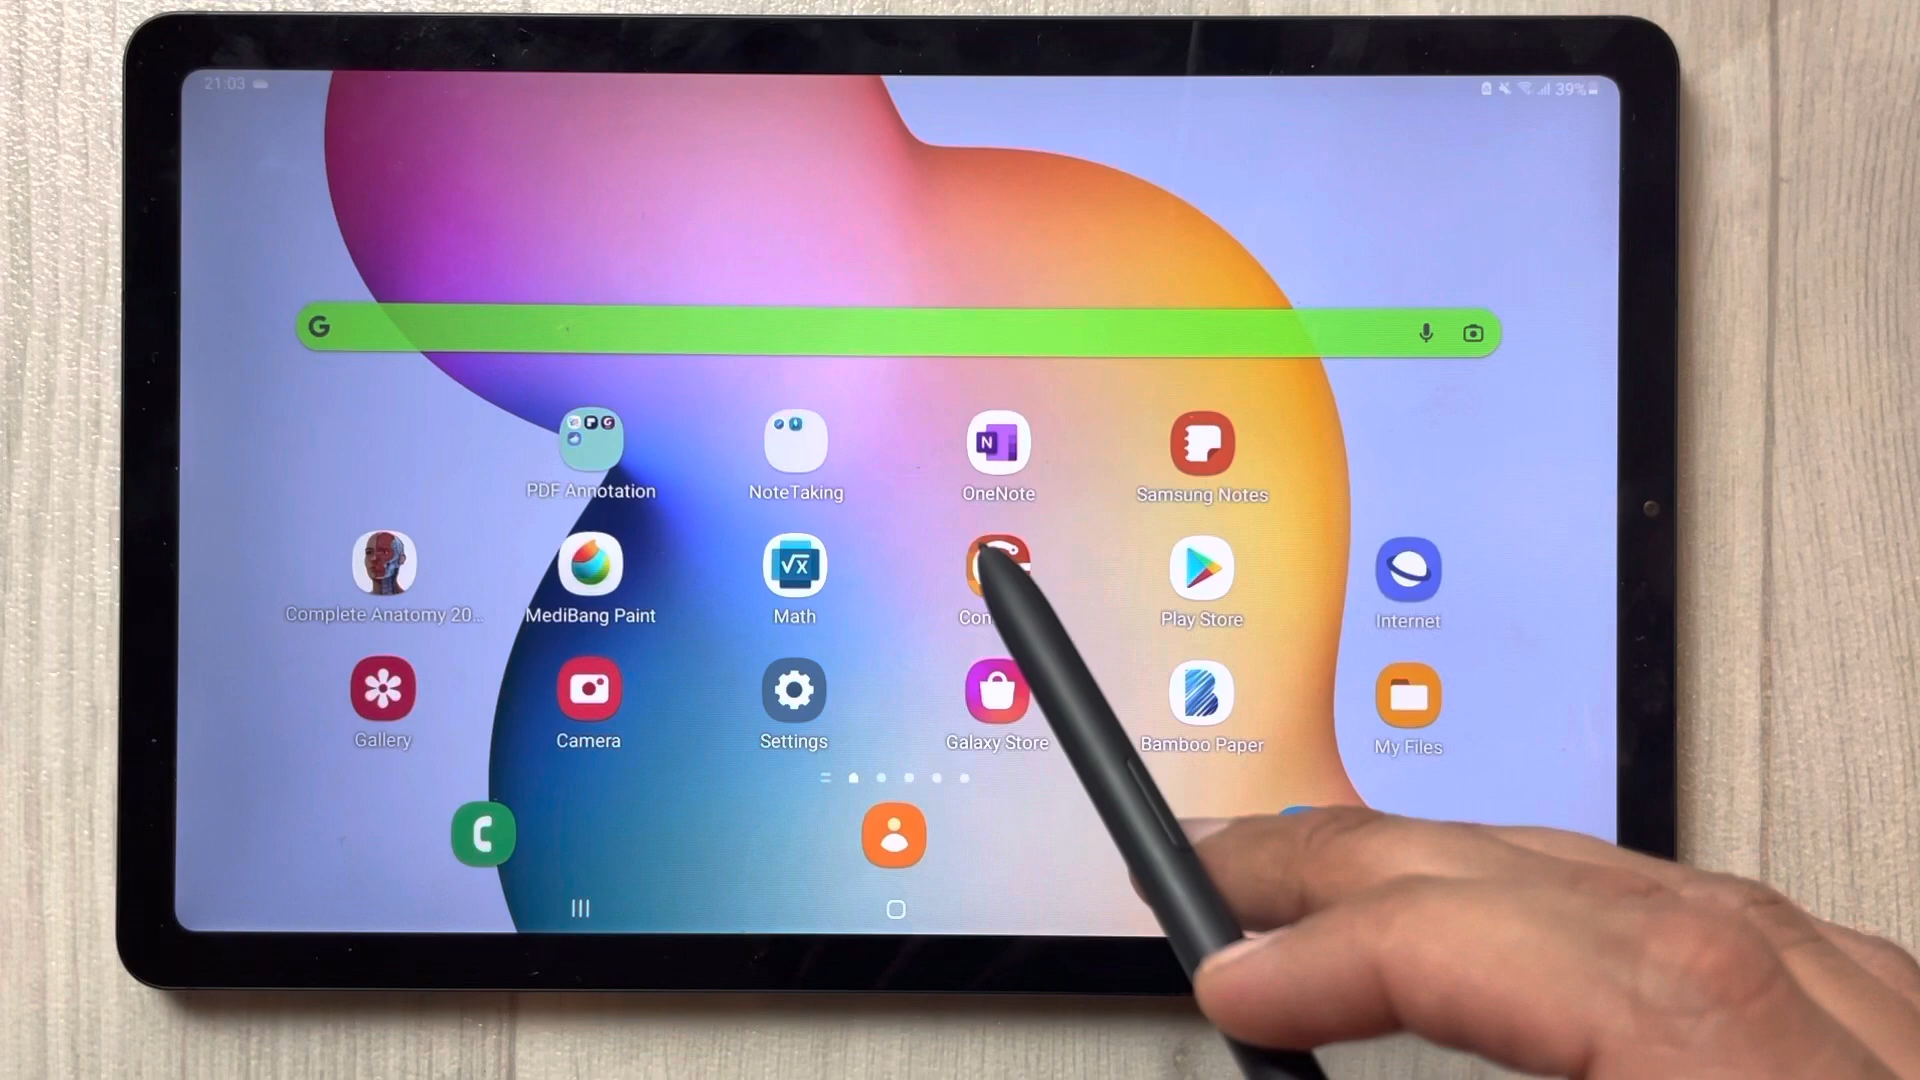 21:03 39%
G
PDF Annotation NoteTaking OneNote Samsung Notes
Complete Anatomy 20... MediBang Paint Math Play Store Internet
Gallery Camera Settings Galaxy Store Bamboo Paper My Files